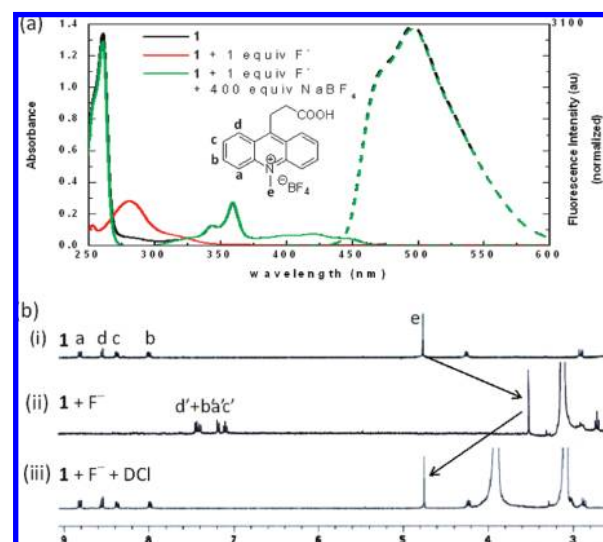 (a)
1.4
1.2
1.0
0.8
0.6
0.4
0.2
0.0
Absorbance
1
1 + 1 equiv F⁻
1 + 1 equiv F⁻
+ 400 equiv NaBF₄
COOH
d
c
b
a
N
+
⊖BF₄
e
3100
Fluorescence Intensity (au)
(normalized)
250 300 350 400 450 500 550 600
wavelength (nm)
(b)
(i) 1 a d c b e
(ii) 1 + F⁻ d'+b'a'c'
(iii) 1 + F⁻ + DCl
9 8 7 6 5 4 3